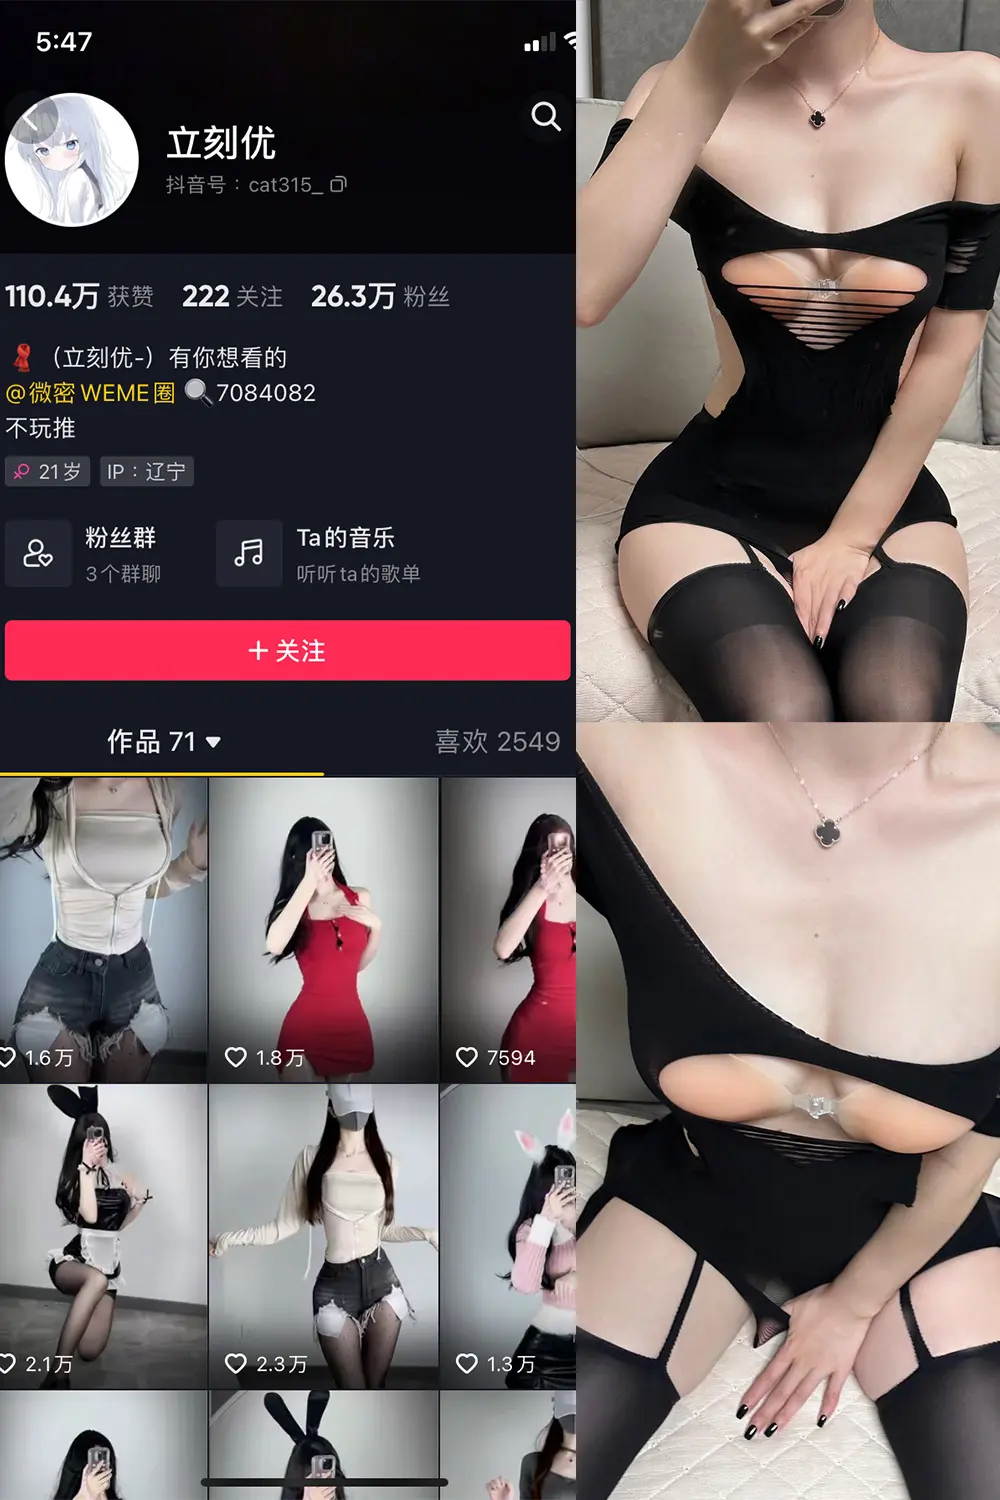 5:47
立刻优
抖音号：cat315_
110.4万 获赞 222 关注 26.3万 粉丝
（立刻优-）有你想看的
@微密 WEME 圈 7084082
不玩推
21岁 IP：辽宁
粉丝群
3个群聊
Ta的音乐
听听ta的歌单
+ 关注
作品 71
喜欢 2549
1.6万
1.8万
7594
2.1万
2.3万
1.3万